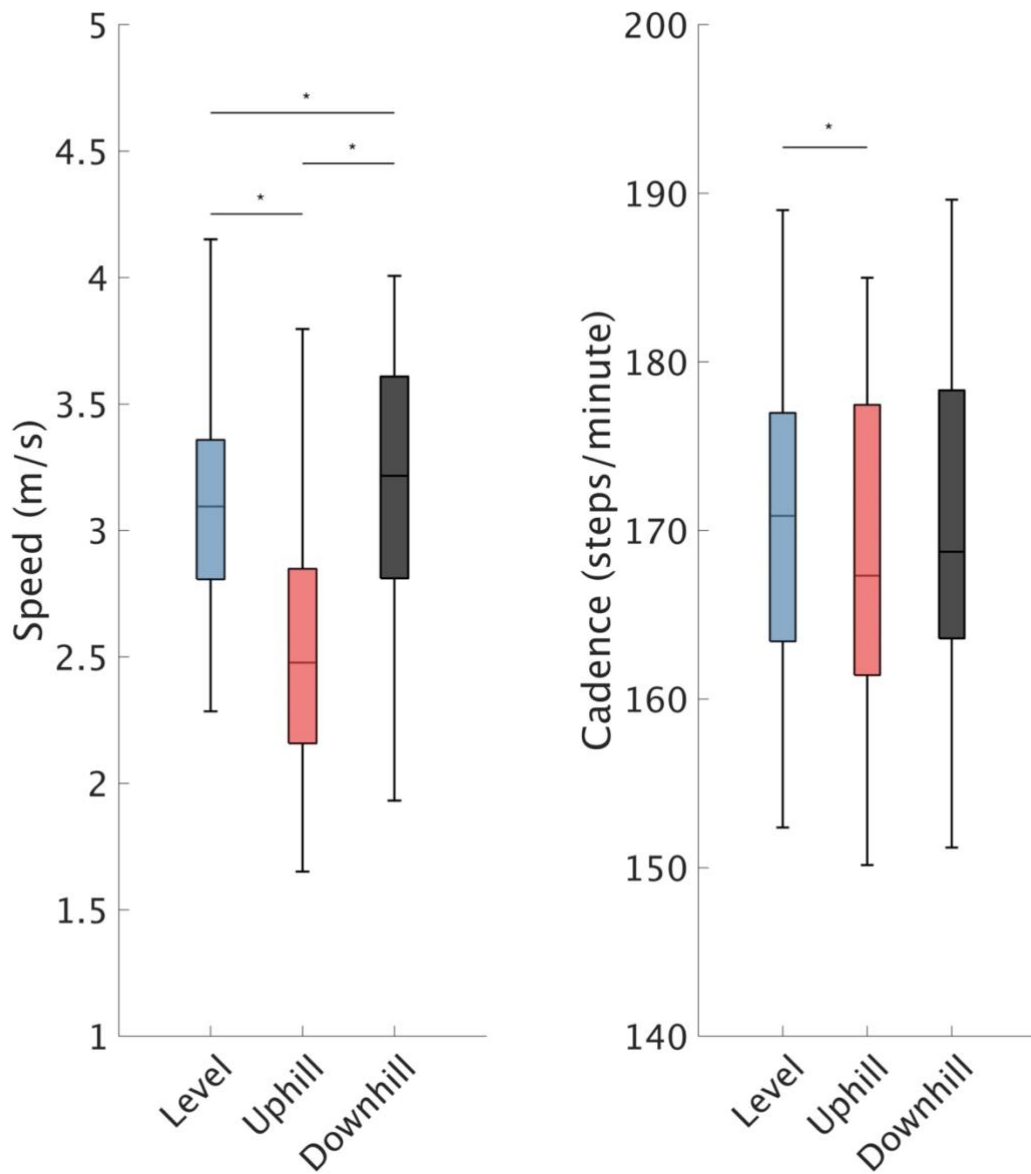 Speed (m/s)
5
4.5
4
3.5
3
2.5
2
1.5
1
*
*
*
Level
Uphill
Downhill
Cadence (steps/minute)
200
190
180
170
160
150
140
*
Level
Uphill
Downhill